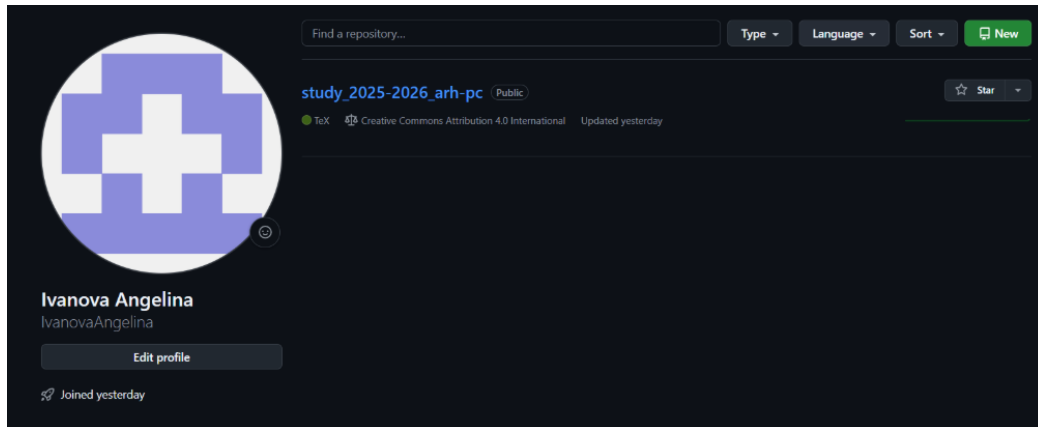 Find a repository...
Type
Language
Sort
New
study_2025-2026_arh-pc Public
Star
TeX Creative Commons Attribution 4.0 International Updated yesterday
Ivanova Angelina
IvanovaAngelina
Edit profile
Joined yesterday